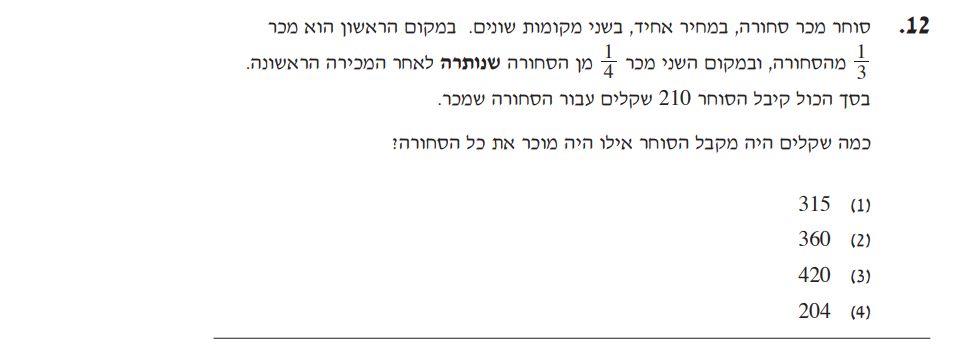 12. סוחר מכר סחורה, במחיר אחיד, בשני מקומות שונים. במקום הראשון הוא מכר
1/3 מהסחורה, ובמקום השני מכר 1/4 מן הסחורה שנותרה לאחר המכירה הראשונה.
בסך הכול קיבל הסוחר 210 שקלים עבור הסחורה שמכר.
כמה שקלים היה מקבל הסוחר אילו היה מוכר את כל הסחורה?
(1) 315
(2) 360
(3) 420
(4) 204